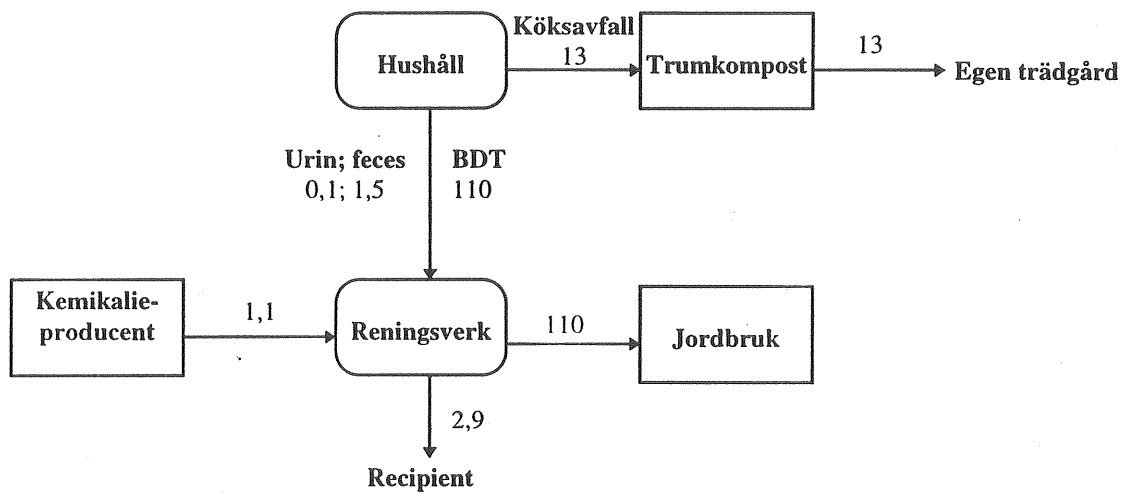 Köksavfall
13
13
Hushåll
Trumkompost
Egen trädgård
Urin; feces
0,1; 1,5
BDT
110
Kemikalie-
producent
1,1
Reningsverk
110
Jordbruk
2,9
Recipient